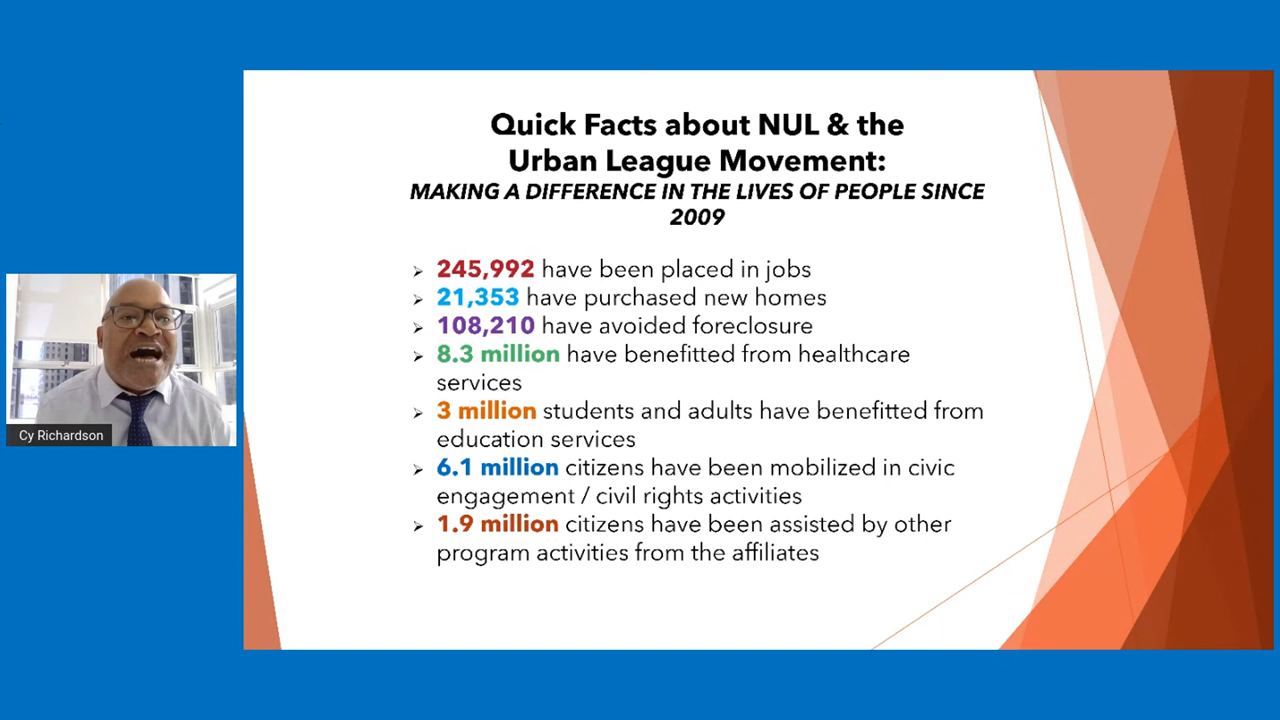 Quick Facts about NUL & the
Urban League Movement:
MAKING A DIFFERENCE IN THE LIVES OF PEOPLE SINCE
2009
➢ 245,992 have been placed in jobs
➢ 21,353 have purchased new homes
➢ 108,210 have avoided foreclosure
➢ 8.3 million have benefitted from healthcare
services
➢ 3 million students and adults have benefitted from
education services
➢ 6.1 million citizens have been mobilized in civic
engagement / civil rights activities
➢ 1.9 million citizens have been assisted by other
program activities from the affiliates
Cy Richardson